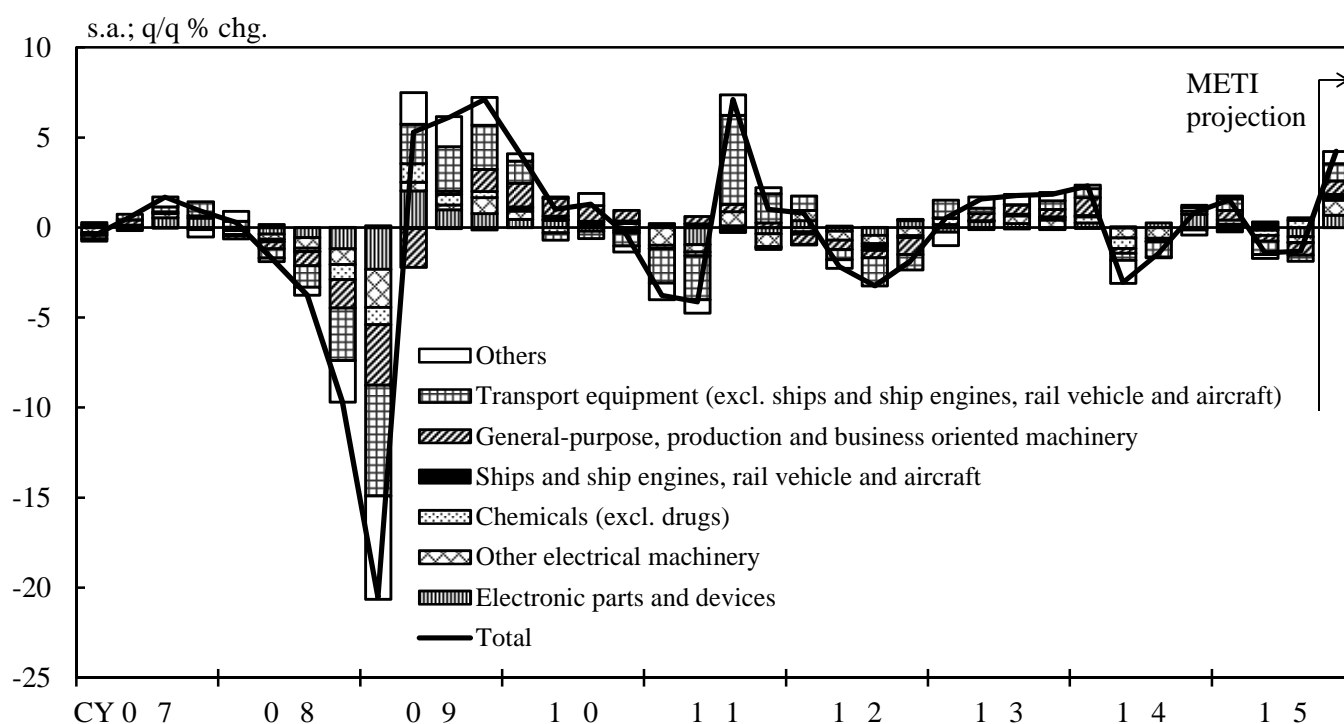 s.a.; q/q % chg.
10
5
0
-5
-10
-15
-20
-25
METI
projection
Others
Transport equipment (excl. ships and ship engines, rail vehicle and aircraft)
General-purpose, production and business oriented machinery
Ships and ship engines, rail vehicle and aircraft
Chemicals (excl. drugs)
Other electrical machinery
Electronic parts and devices
Total
CY 0 7 0 8 0 9 1 0 1 1 1 2 1 3 1 4 1 5